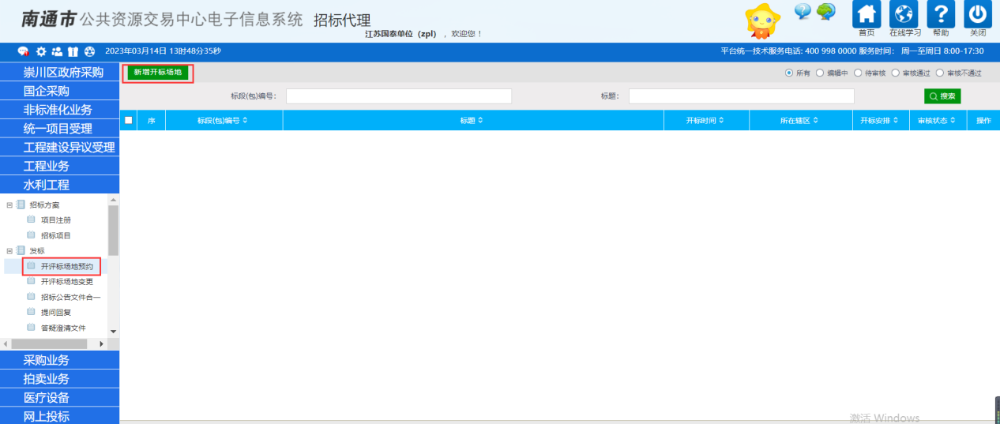 南通市公共资源交易中心电子信息系统 招标代理
江苏国泰单位（zpl），欢迎您！
首页 在线学习 帮助 关闭
2023年03月14日 13时48分35秒
平台统一技术服务电话: 400 998 0000 服务时间： 周一至周日 8:00-17:30
崇川区政府采购
国企采购
非标准化业务
统一项目受理
工程建设异议受理
工程业务
水利工程
招标方案
项目注册
招标项目
发标
开评标场地预约
开评标场地变更
招标公告文件合一
提问回复
答疑澄清文件
采购业务
拍卖业务
医疗设备
网上投标
新增开标场地
所有 编辑中 待审核 审核通过 审核不通过
标段(包)编号： 标题： 搜索
序 标段(包)编号 标题 开标时间 所在辖区 开标安排 审核状态 操作
激活 Windows